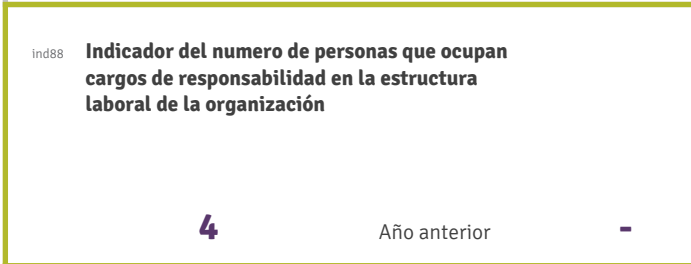 ind88 Indicador del numero de personas que ocupan
cargos de responsabilidad en la estructura
laboral de la organización
4 Año anterior -